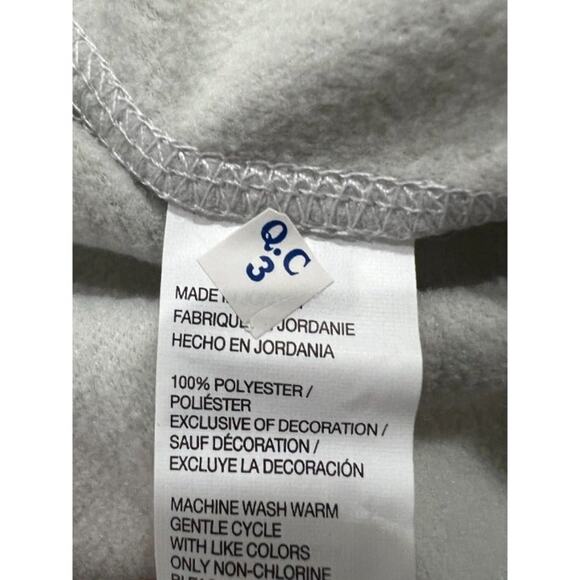 Q.C
3
MADE
FABRIQUÉ JORDANIE
HECHO EN JORDANIA
100% POLYESTER /
POLIÉSTER
EXCLUSIVE OF DECORATION /
SAUF DÉCORATION /
EXCLUYE LA DECORACIÓN
MACHINE WASH WARM
GENTLE CYCLE
WITH LIKE COLORS
ONLY NON-CHLORINE